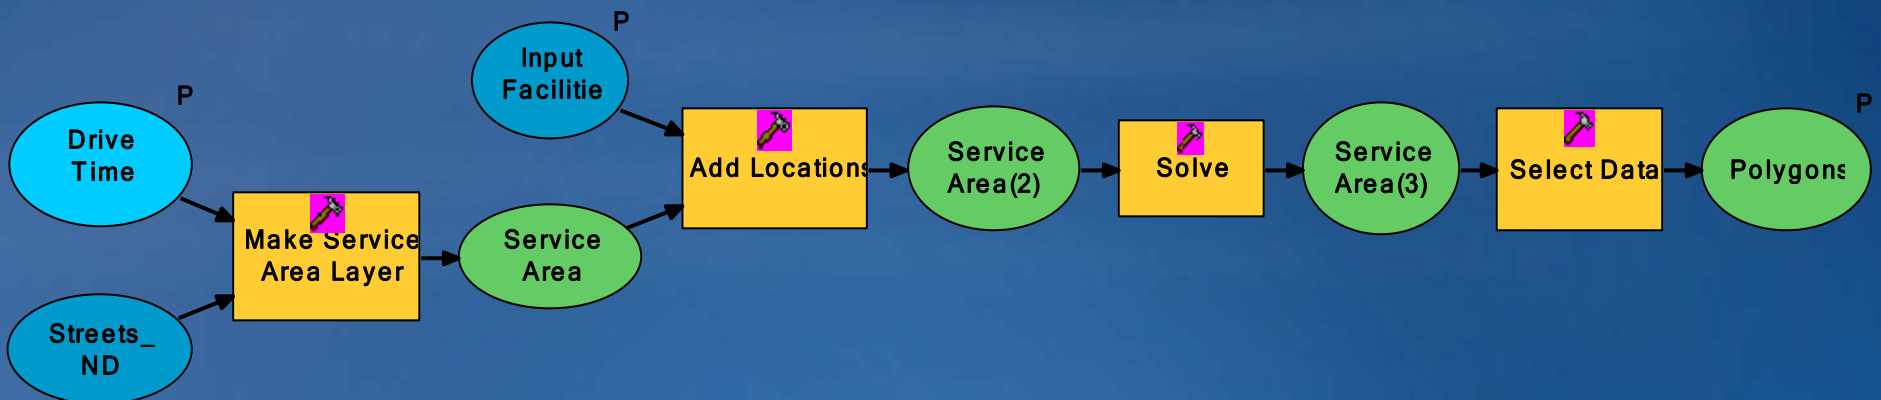 P
Drive
Time
Streets_
ND
Make Service
Area Layer
P
Input
Facilitie
Service
Area
Add Locations
Service
Area(2)
Solve
Service
Area(3)
Select Data
P
Polygons